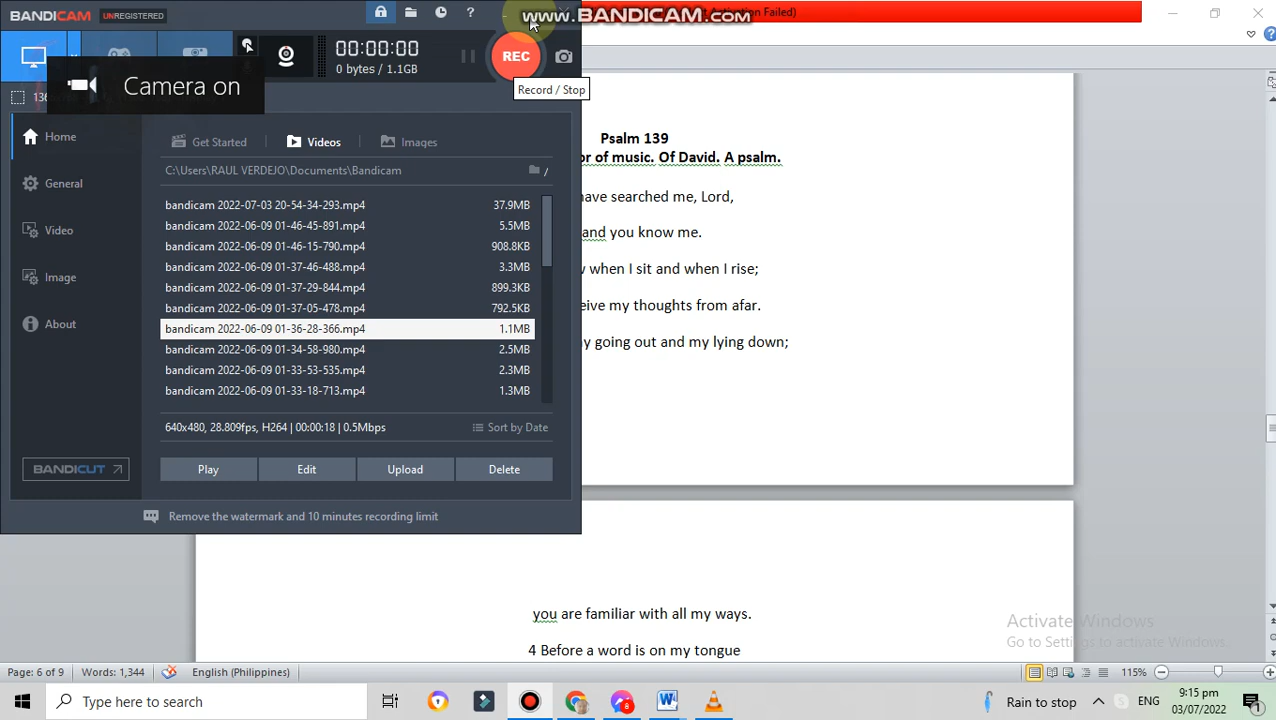 BANDICAM UNREGISTERED
www.BANDICAM.com
t Activation Failed)
00:00:00
0 bytes / 1.1GB
REC
Camera on
Record / Stop
136
Home
General
Video
Image
About
BANDICUT
Get Started
Videos
Images
C:\Users\RAUL VERDEJO\Documents\Bandicam
bandicam 2022-07-03 20-54-34-293.mp4 37.9MB
bandicam 2022-06-09 01-46-45-891.mp4 5.5MB
bandicam 2022-06-09 01-46-15-790.mp4 908.8KB
bandicam 2022-06-09 01-37-46-488.mp4 3.3MB
bandicam 2022-06-09 01-37-29-844.mp4 899.3KB
bandicam 2022-06-09 01-37-05-478.mp4 792.5KB
bandicam 2022-06-09 01-36-28-366.mp4 1.1MB
bandicam 2022-06-09 01-34-58-980.mp4 2.5MB
bandicam 2022-06-09 01-33-53-535.mp4 2.3MB
bandicam 2022-06-09 01-33-18-713.mp4 1.3MB
640x480, 28.809fps, H264 | 00:00:18 | 0.5Mbps
Sort by Date
Play Edit Upload Delete
Remove the watermark and 10 minutes recording limit
Psalm 139
or of music. Of David. A psalm.
have searched me, Lord,
and you know me.
w when I sit and when I rise;
eive my thoughts from afar.
y going out and my lying down;
you are familiar with all my ways.
4 Before a word is on my tongue
Activate Windows
Go to Settings to activate Windows.
Page: 6 of 9 Words: 1,344 English (Philippines) 115%
Type here to search
8
Rain to stop
ENG
9:15 pm
03/07/2022
1